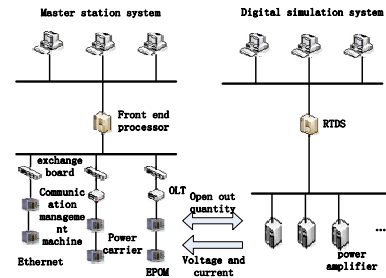 Master station system
Digital simulation system
Front end
processor
RTDS
exchange
board
Communic
ation
manageme
nt
machine
OLT
Open out
quantity
Power
carrier
Ethernet
Voltage and
current
EPOM
power
amplifier
...